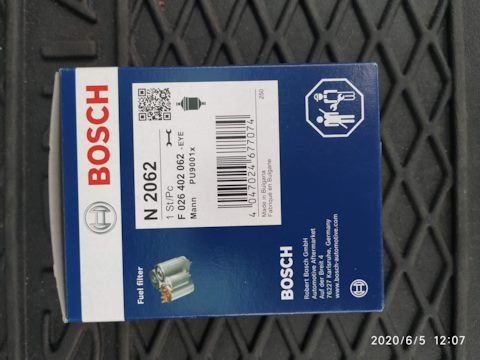 BOSCH
N 2062
1 St/Pc
F 026 402 062 - EYE
Mann PU9001x
4 047024 677074
Z50
Made in Bulgaria
Fabriqué en Bulgarie
Fuel filter
BOSCH
Robert Bosch GmbH
Automotive Aftermarket
Auf der Breit 4
76227 Karlsruhe, Germany
www.bosch-automotive.com
2020/6/5 12:07